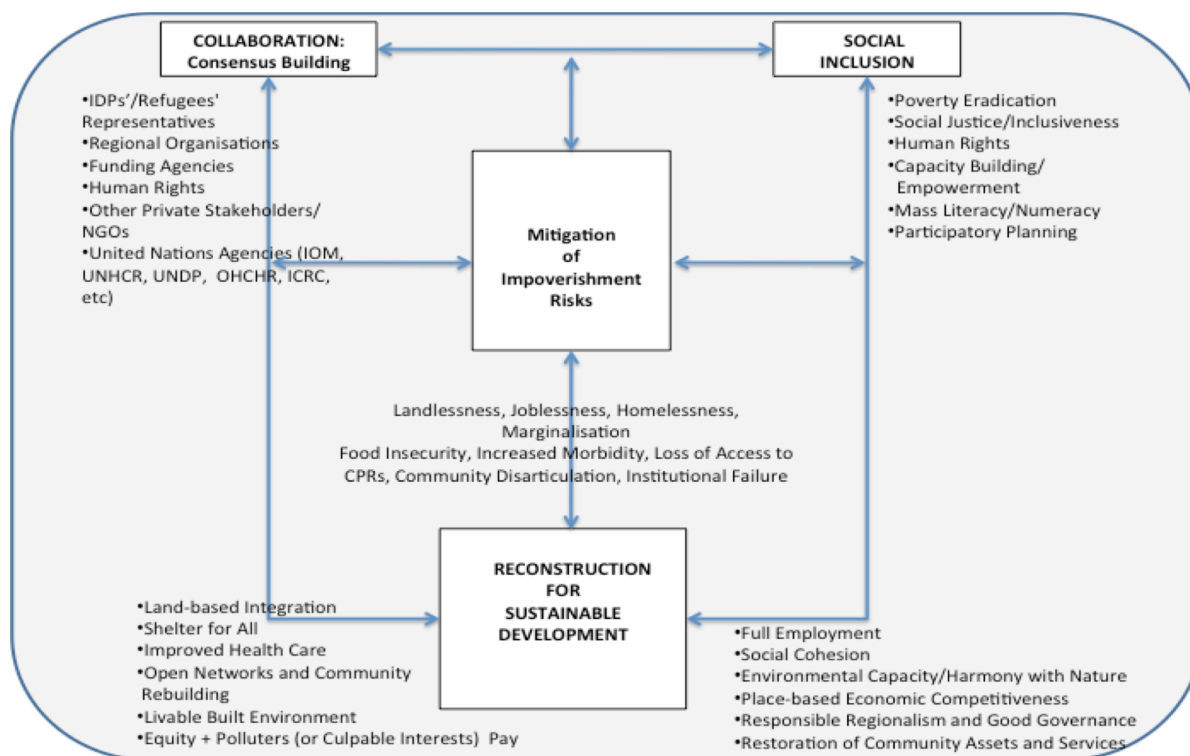 COLLABORATION:
Consensus Building
SOCIAL
INCLUSION
•IDPs'/Refugees'
Representatives
•Regional Organisations
•Funding Agencies
•Human Rights
•Other Private Stakeholders/
NGOs
•United Nations Agencies (IOM,
UNHCR, UNDP, OHCHR, ICRC,
etc)
•Poverty Eradication
•Social Justice/Inclusiveness
•Human Rights
•Capacity Building/
Empowerment
•Mass Literacy/Numeracy
•Participatory Planning
Mitigation
of
Impoverishment
Risks
Landlessness, Joblessness, Homelessness,
Marginalisation
Food Insecurity, Increased Morbidity, Loss of Access to
CPRs, Community Disarticulation, Institutional Failure
RECONSTRUCTION
FOR
SUSTAINABLE
DEVELOPMENT
•Land-based Integration
•Shelter for All
•Improved Health Care
•Open Networks and Community
Rebuilding
•Livable Built Environment
•Equity + Polluters (or Culpable Interests) Pay
•Full Employment
•Social Cohesion
•Environmental Capacity/Harmony with Nature
•Place-based Economic Competitiveness
•Responsible Regionalism and Good Governance
•Restoration of Community Assets and Services